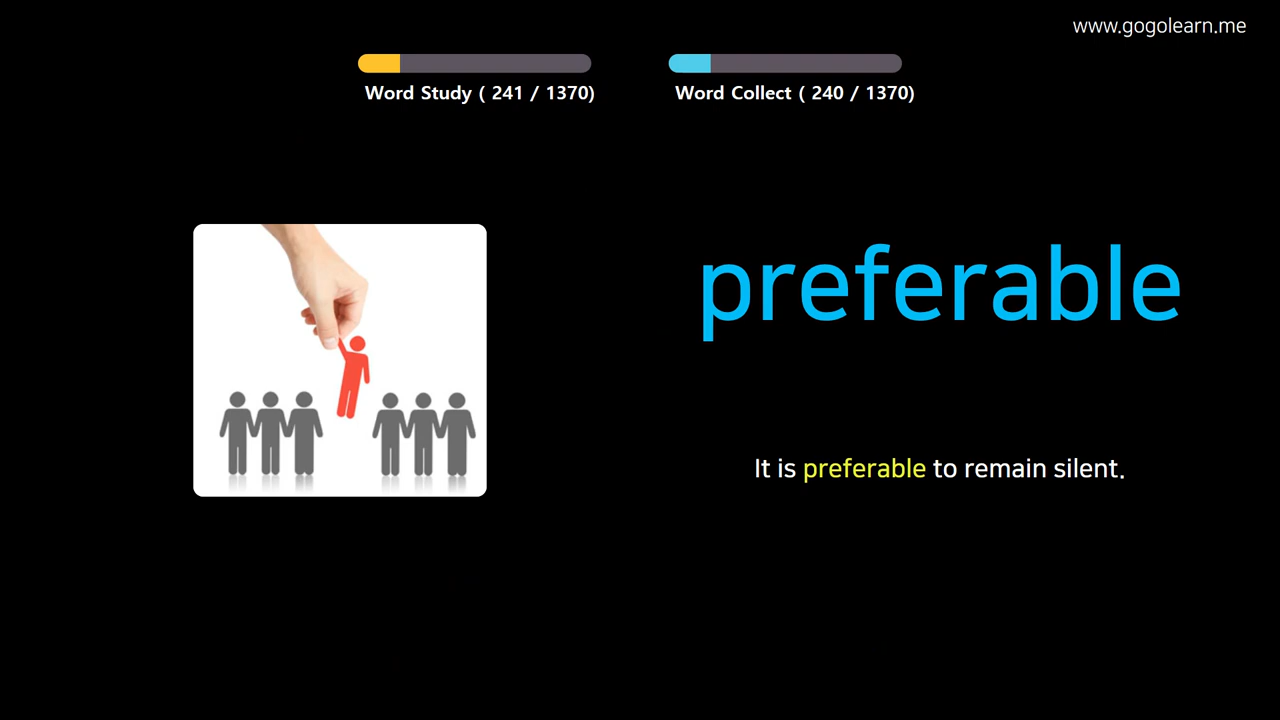 www.gogolearn.me
Word Study ( 241 / 1370)
Word Collect ( 240 / 1370)
preferable
It is preferable to remain silent.